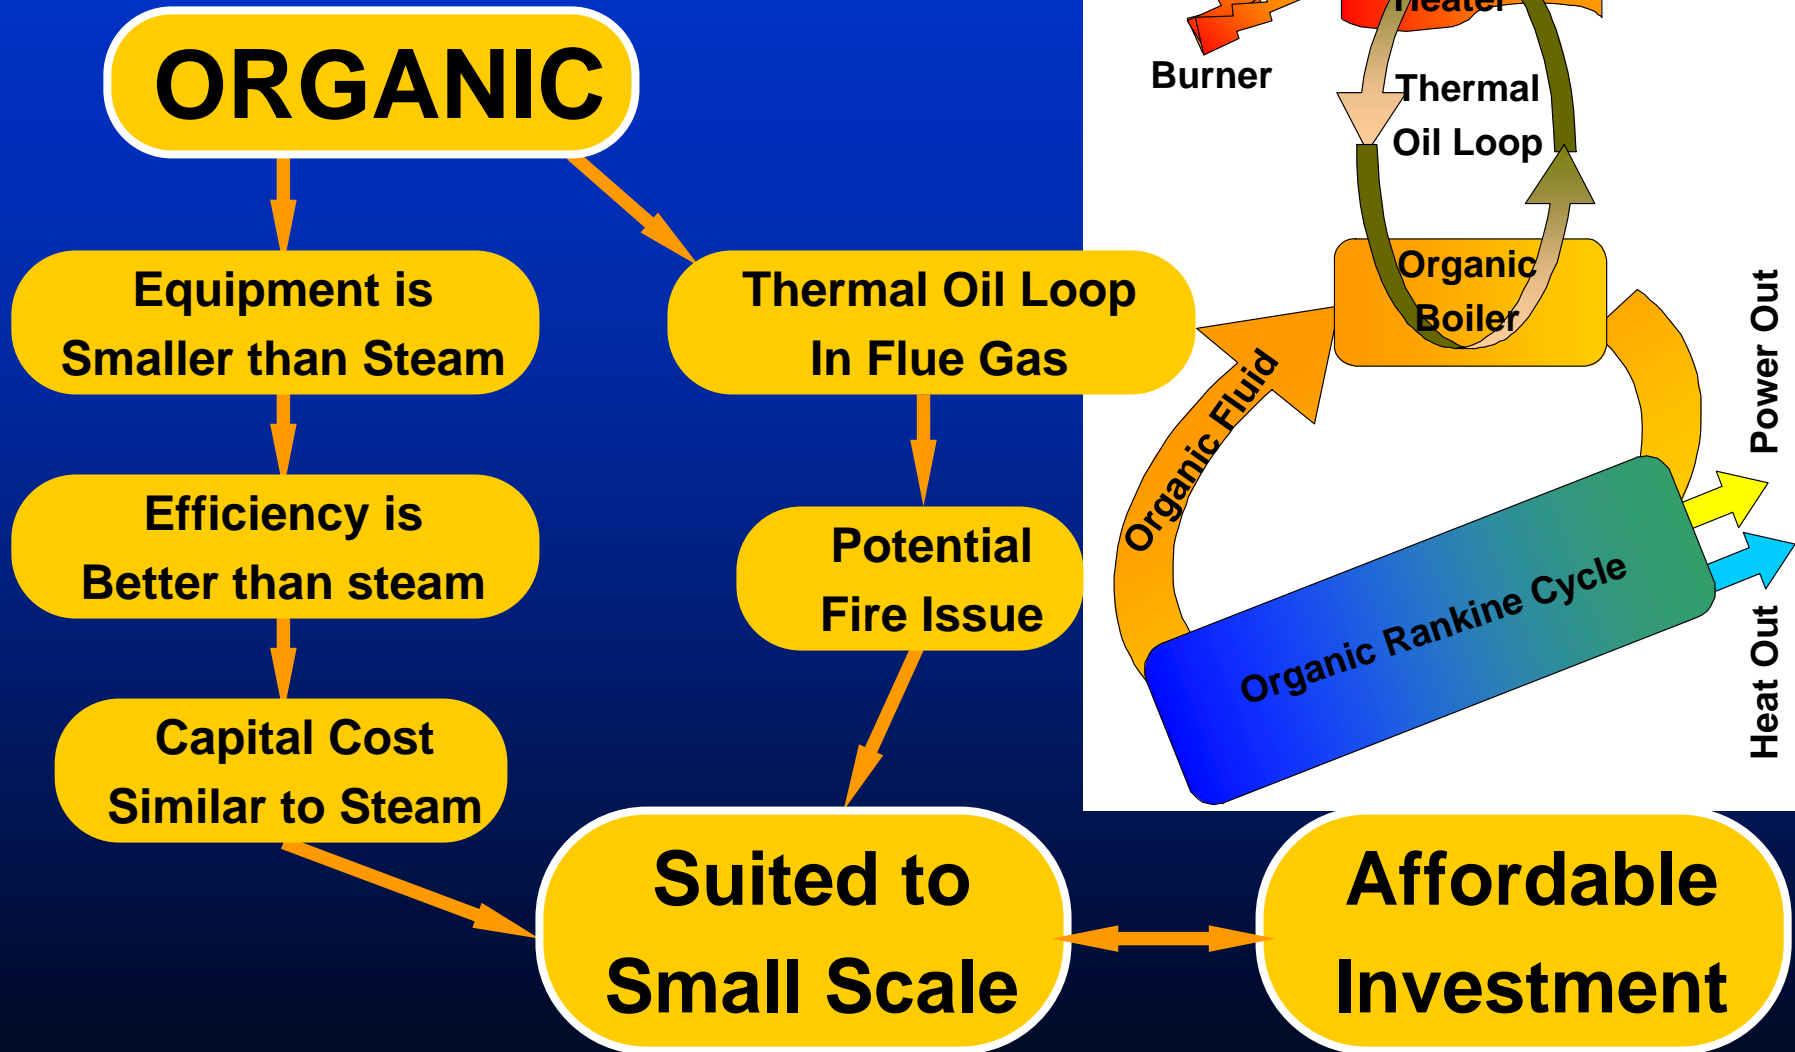 ORGANIC
Equipment is
Smaller than Steam
Efficiency is
Better than steam
Capital Cost
Similar to Steam
Thermal Oil Loop
In Flue Gas
Potential
Fire Issue
Suited to
Small Scale
Affordable
Investment
Heater
Burner
Thermal
Oil Loop
Organic
Boiler
Organic Fluid
Organic Rankine Cycle
Power Out
Heat Out